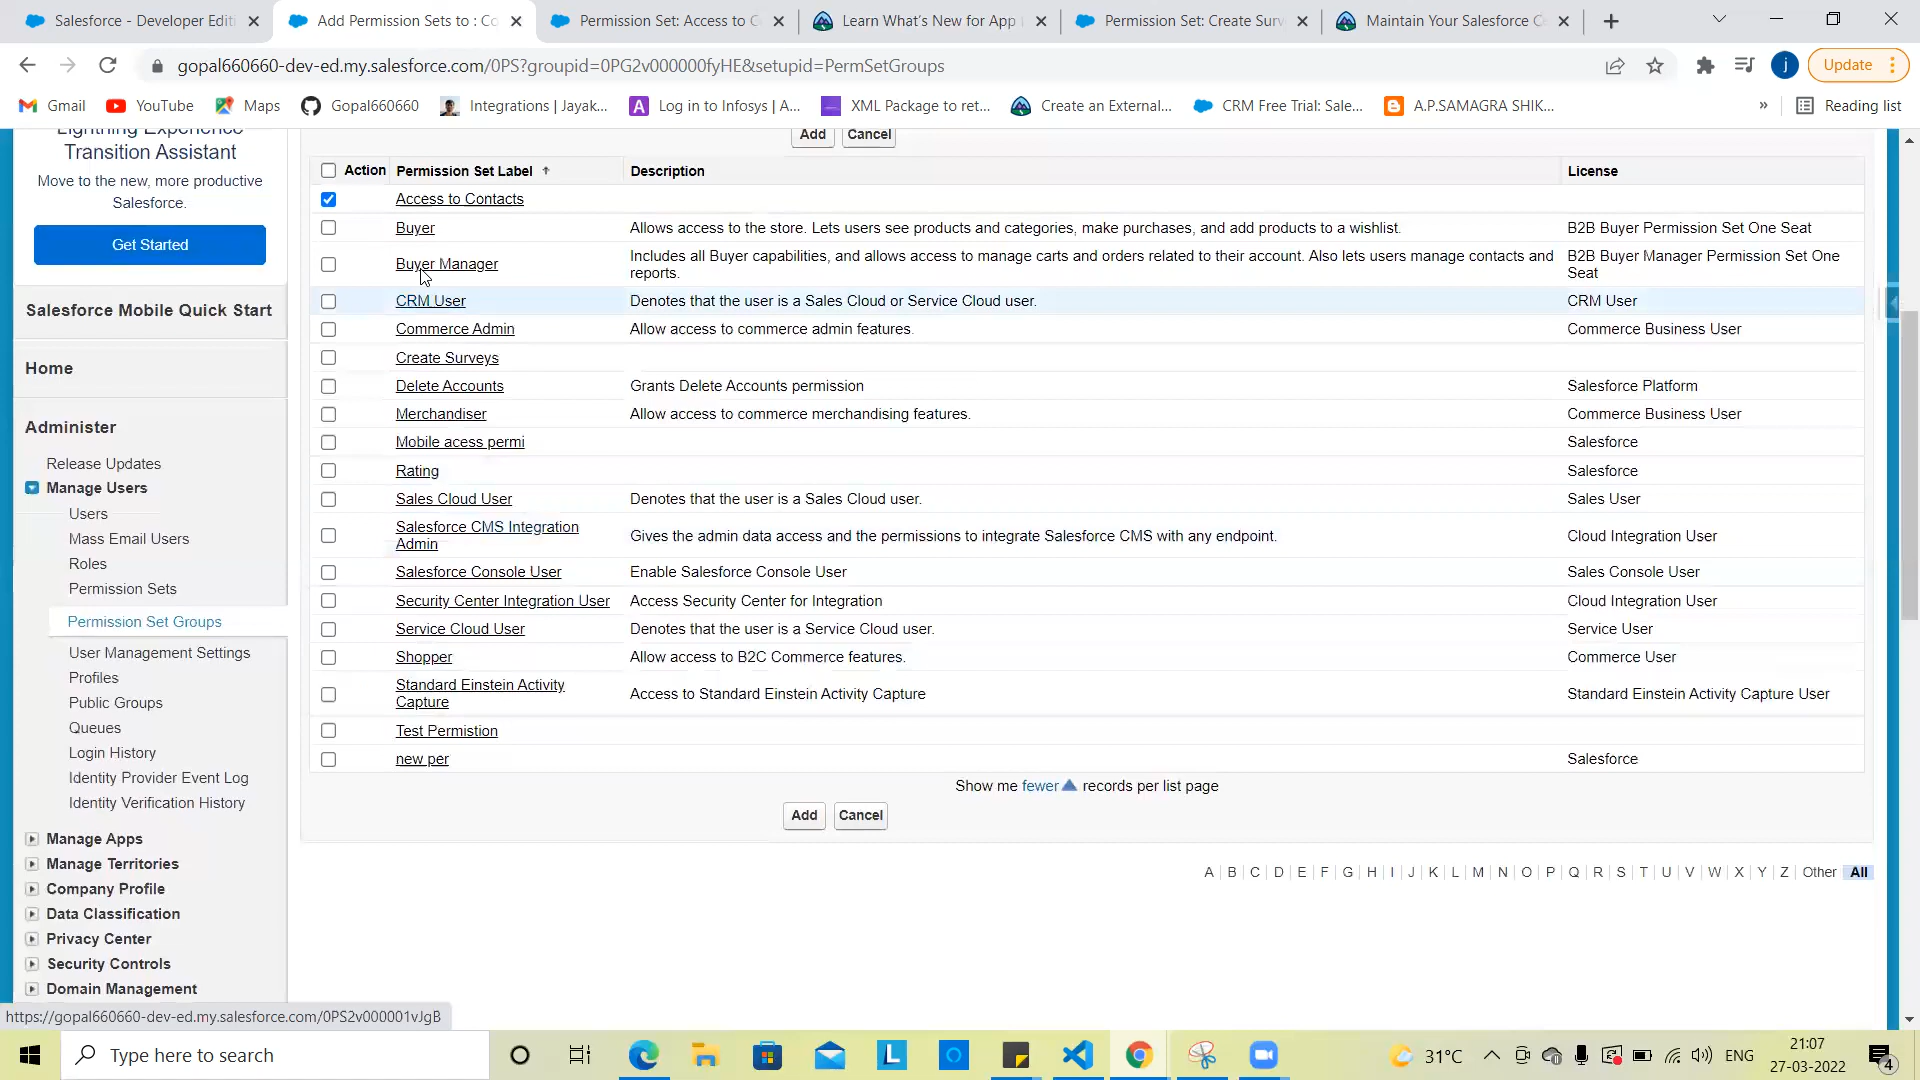 Salesforce - Developer Editi
Add Permission Sets to : Co
Permission Set: Access to C
Learn What's New for App
Permission Set: Create Surv
Maintain Your Salesforce C
gopal660660-dev-ed.my.salesforce.com/0PS?groupid=0PG2v000000fyHE&setupid=PermSetGroups
j
Update
Gmail
YouTube
Maps
Gopal660660
Integrations | Jayak...
Log in to Infosys | A...
XML Package to ret...
Create an External...
CRM Free Trial: Sale...
A.P.SAMAGRA SHIK...
»
Reading list
Lightning Experience
Transition Assistant
Move to the new, more productive
Salesforce.
Get Started
Salesforce Mobile Quick Start
Home
Administer
Release Updates
Manage Users
Users
Mass Email Users
Roles
Permission Sets
Permission Set Groups
User Management Settings
Profiles
Public Groups
Queues
Login History
Identity Provider Event Log
Identity Verification History
Manage Apps
Manage Territories
Company Profile
Data Classification
Privacy Center
Security Controls
Domain Management
Add Cancel
Action Permission Set Label ↑ Description License
Access to Contacts
Buyer Allows access to the store. Lets users see products and categories, make purchases, and add products to a wishlist. B2B Buyer Permission Set One Seat
Buyer Manager Includes all Buyer capabilities, and allows access to manage carts and orders related to their account. Also lets users manage contacts and B2B Buyer Manager Permission Set One
reports. Seat
CRM User Denotes that the user is a Sales Cloud or Service Cloud user. CRM User
Commerce Admin Allow access to commerce admin features. Commerce Business User
Create Surveys
Delete Accounts Grants Delete Accounts permission Salesforce Platform
Merchandiser Allow access to commerce merchandising features. Commerce Business User
Mobile acess permi Salesforce
Rating Salesforce
Sales Cloud User Denotes that the user is a Sales Cloud user. Sales User
Salesforce CMS Integration
Admin Gives the admin data access and the permissions to integrate Salesforce CMS with any endpoint. Cloud Integration User
Salesforce Console User Enable Salesforce Console User Sales Console User
Security Center Integration User Access Security Center for Integration Cloud Integration User
Service Cloud User Denotes that the user is a Service Cloud user. Service User
Shopper Allow access to B2C Commerce features. Commerce User
Standard Einstein Activity
Capture Access to Standard Einstein Activity Capture Standard Einstein Activity Capture User
Test Permistion
new per Salesforce
Show me fewer ▲ records per list page
Add Cancel
A | B | C | D | E | F | G | H | I | J | K | L | M | N | O | P | Q | R | S | T | U | V | W | X | Y | Z | Other All
https://gopal660660-dev-ed.my.salesforce.com/0PS2v000001vJgB
Type here to search
31°C
ENG
21:07
27-03-2022
4